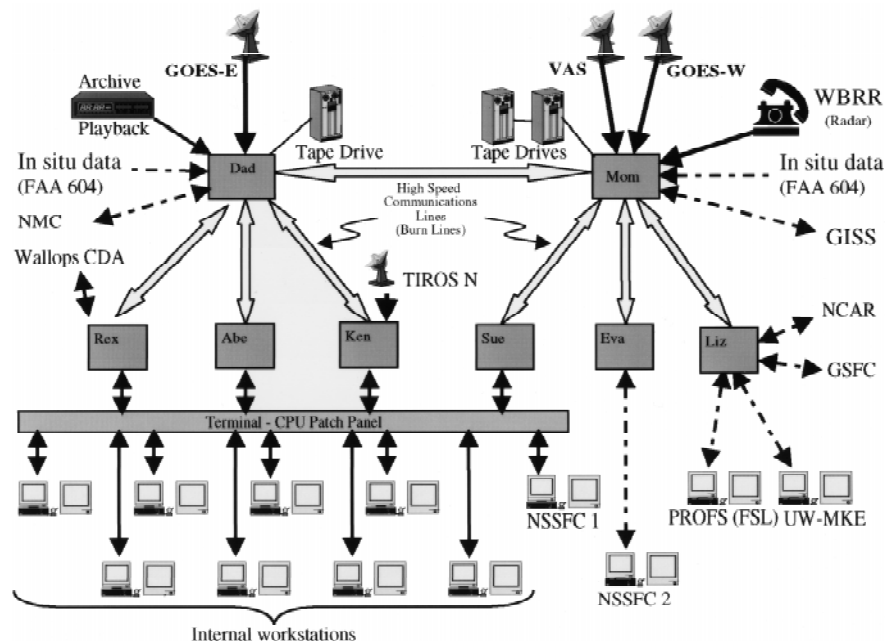 GOES-E
VAS
GOES-W
Archive
Playback
WBRR
(Radar)
Tape Drive
Tape Drives
In situ data
(FAA 604)
Dad
Mom
In situ data
(FAA 604)
High Speed
Communications
Lines
(Burn Lines)
NMC
GISS
Wallops CDA
TIROS N
NCAR
Rex
Abe
Ken
Sue
Eva
Liz
GSFC
Terminal - CPU Patch Panel
NSSFC 1
PROFS (FSL)
UW-MKE
NSSFC 2
Internal workstations